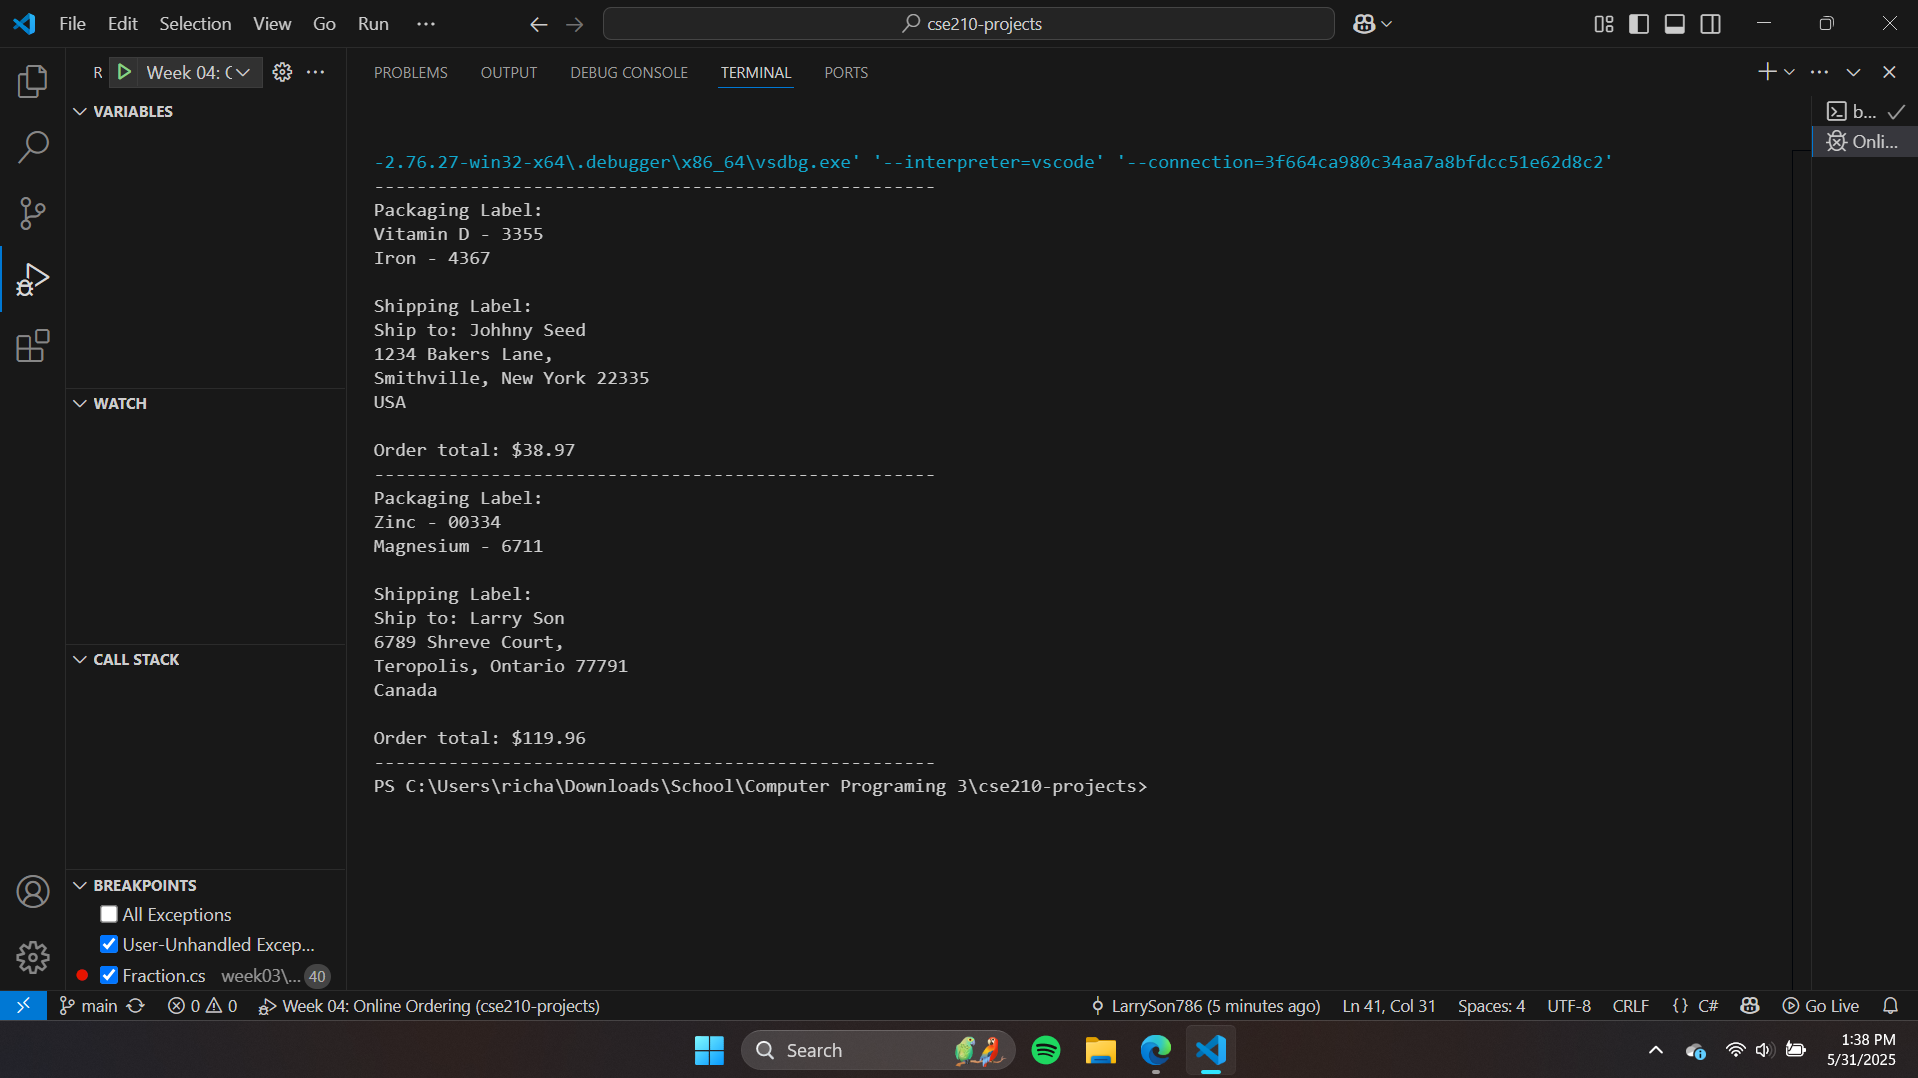 File Edit Selection View Go Run ··· cse210-projects
R Week 04: C ···
PROBLEMS OUTPUT DEBUG CONSOLE TERMINAL PORTS
VARIABLES
WATCH
CALL STACK
BREAKPOINTS
All Exceptions
User-Unhandled Excep...
Fraction.cs week03\... 40
-2.76.27-win32-x64\.debugger\x86_64\vsdbg.exe' '--interpreter=vscode' '--connection=3f664ca980c34aa7a8bfdcc51e62d8c2'
-----------------------------------------------------
Packaging Label:
Vitamin D - 3355
Iron - 4367
Shipping Label:
Ship to: Johhny Seed
1234 Bakers Lane,
Smithville, New York 22335
USA
Order total: $38.97
-----------------------------------------------------
Packaging Label:
Zinc - 00334
Magnesium - 6711
Shipping Label:
Ship to: Larry Son
6789 Shreve Court,
Teropolis, Ontario 77791
Canada
Order total: $119.96
-----------------------------------------------------
PS C:\Users\richa\Downloads\School\Computer Programing 3\cse210-projects>
b...
Onli...
main 0 0 Week 04: Online Ordering (cse210-projects) LarrySon786 (5 minutes ago) Ln 41, Col 31 Spaces: 4 UTF-8 CRLF {} C# Go Live
Search
1:38 PM
5/31/2025